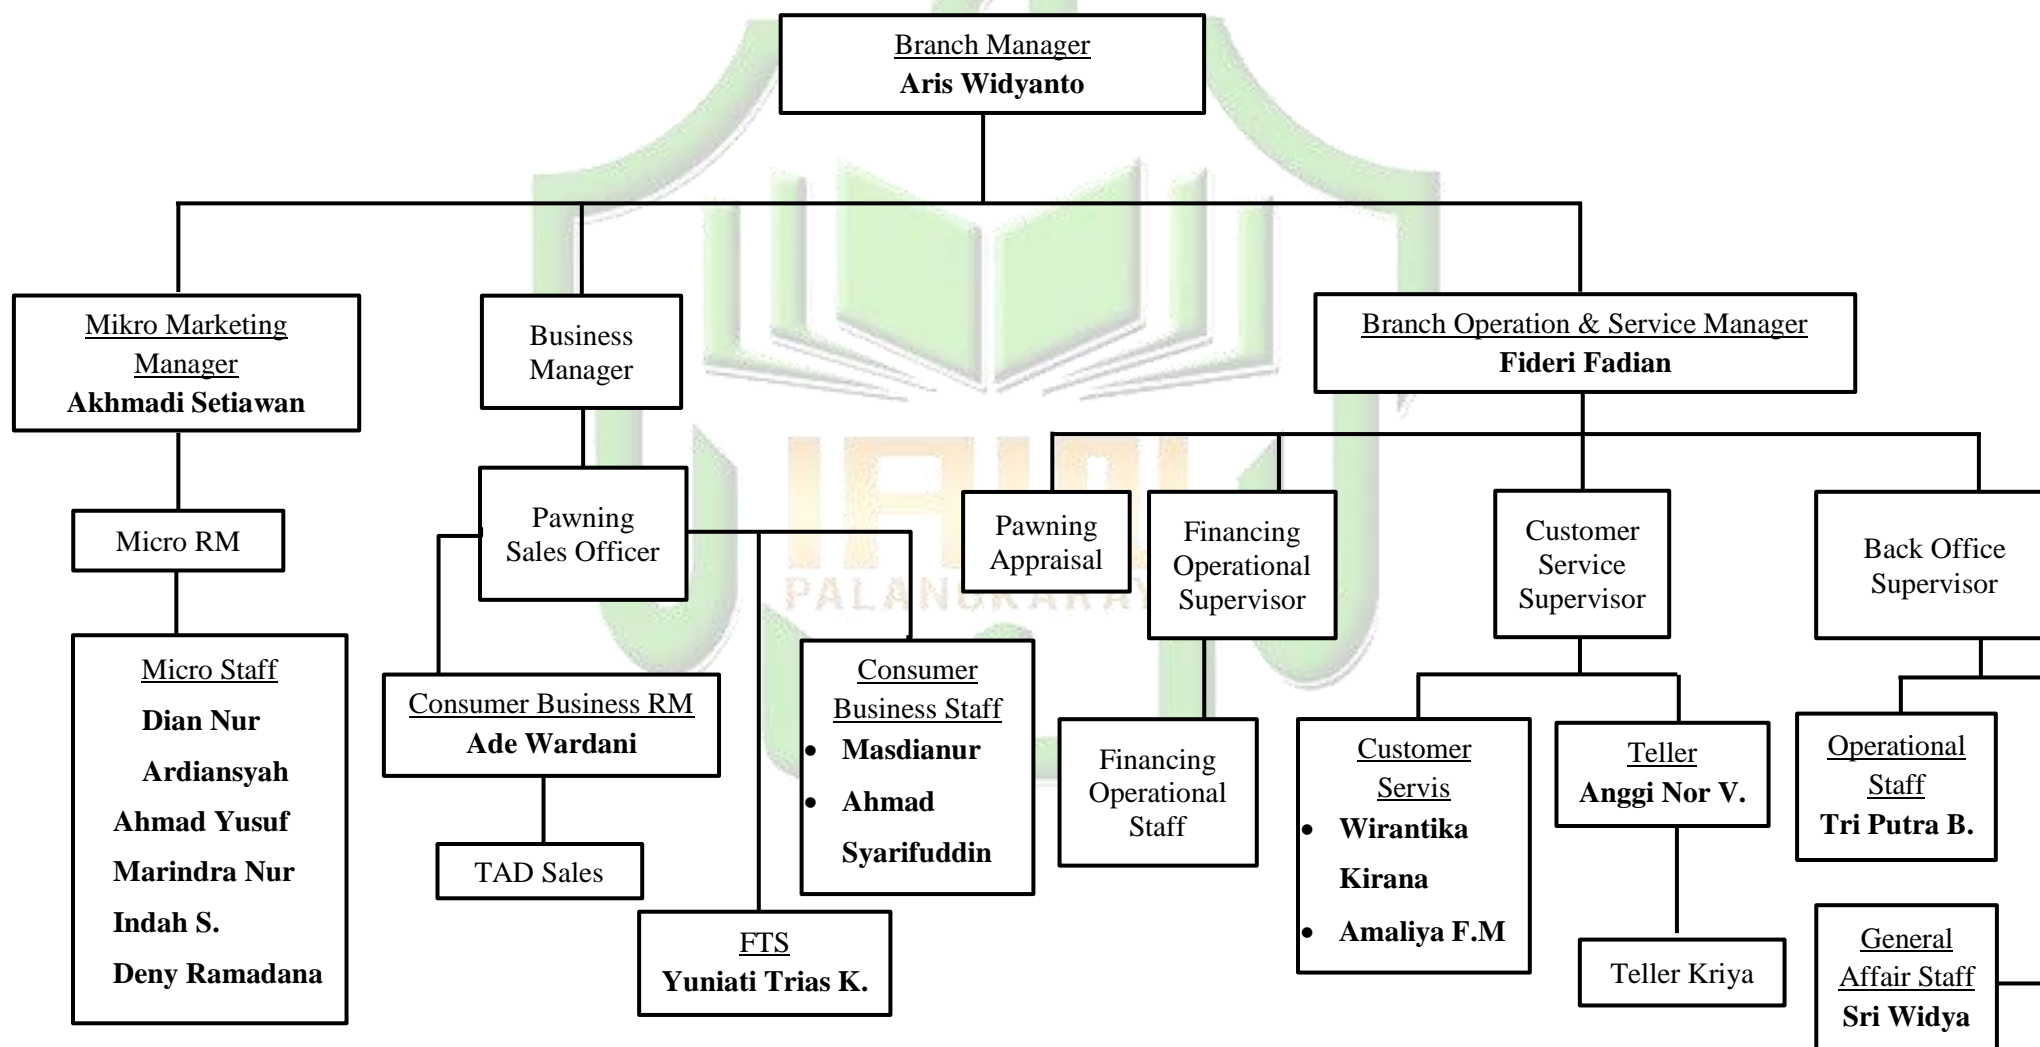 Branch Manager
Aris Widyanto
Mikro Marketing
Manager
Akhmadi Setiawan
Business
Manager
Branch Operation & Service Manager
Fideri Fadian
Micro RM
Pawning
Sales Officer
Pawning
Appraisal
Financing
Operational
Supervisor
Customer
Service
Supervisor
Back Office
Supervisor
Micro Staff
Dian Nur
Ardiansyah
Ahmad Yusuf
Marindra Nur
Indah S.
Deny Ramadana
Consumer Business RM
Ade Wardani
TAD Sales
FTS
Yuniati Trias K.
Consumer
Business Staff
• Masdianur
• Ahmad
Syarifuddin
Financing
Operational
Staff
Customer
Servis
• Wirantika
Kirana
• Amaliya F.M
Teller
Anggi Nor V.
Teller Kriya
Operational
Staff
Tri Putra B.
General
Affair Staff
Sri Widya
IAIN